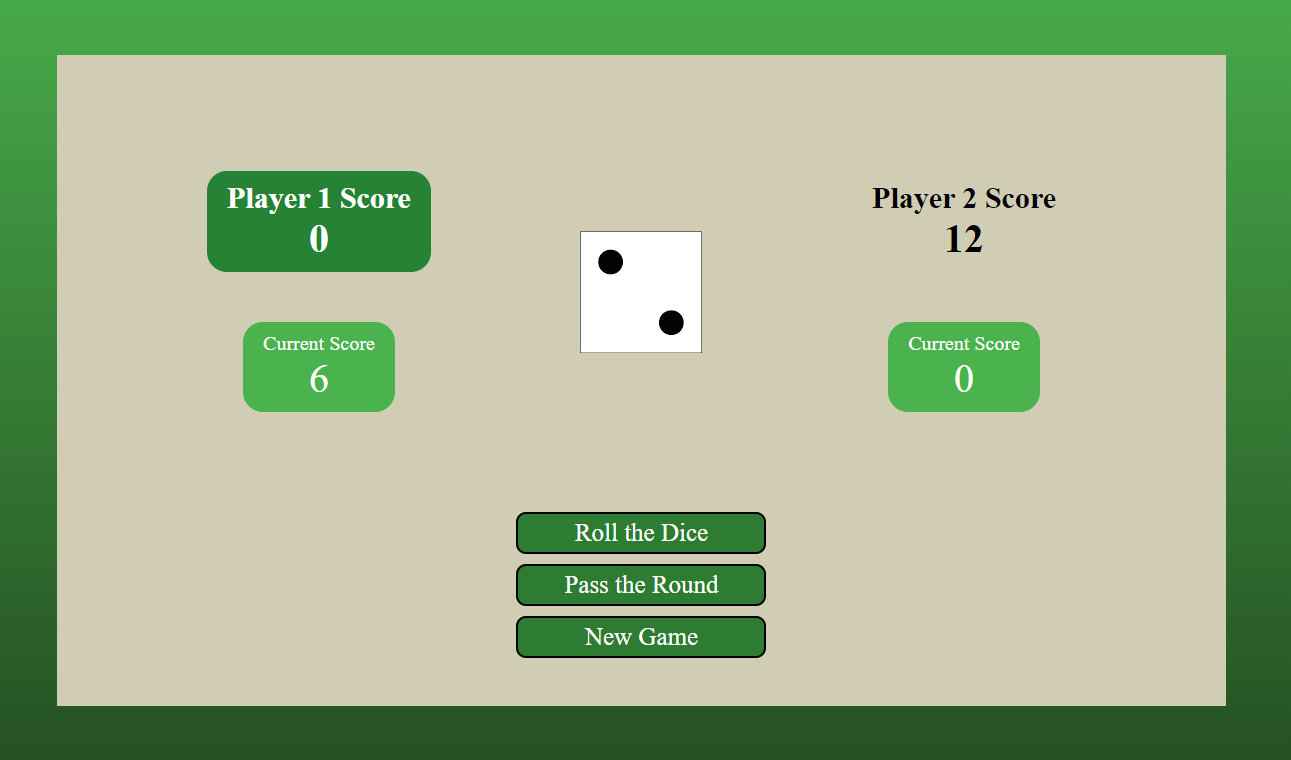 Player 1 Score
0
Current Score
6
Player 2 Score
12
Current Score
0
Roll the Dice
Pass the Round
New Game